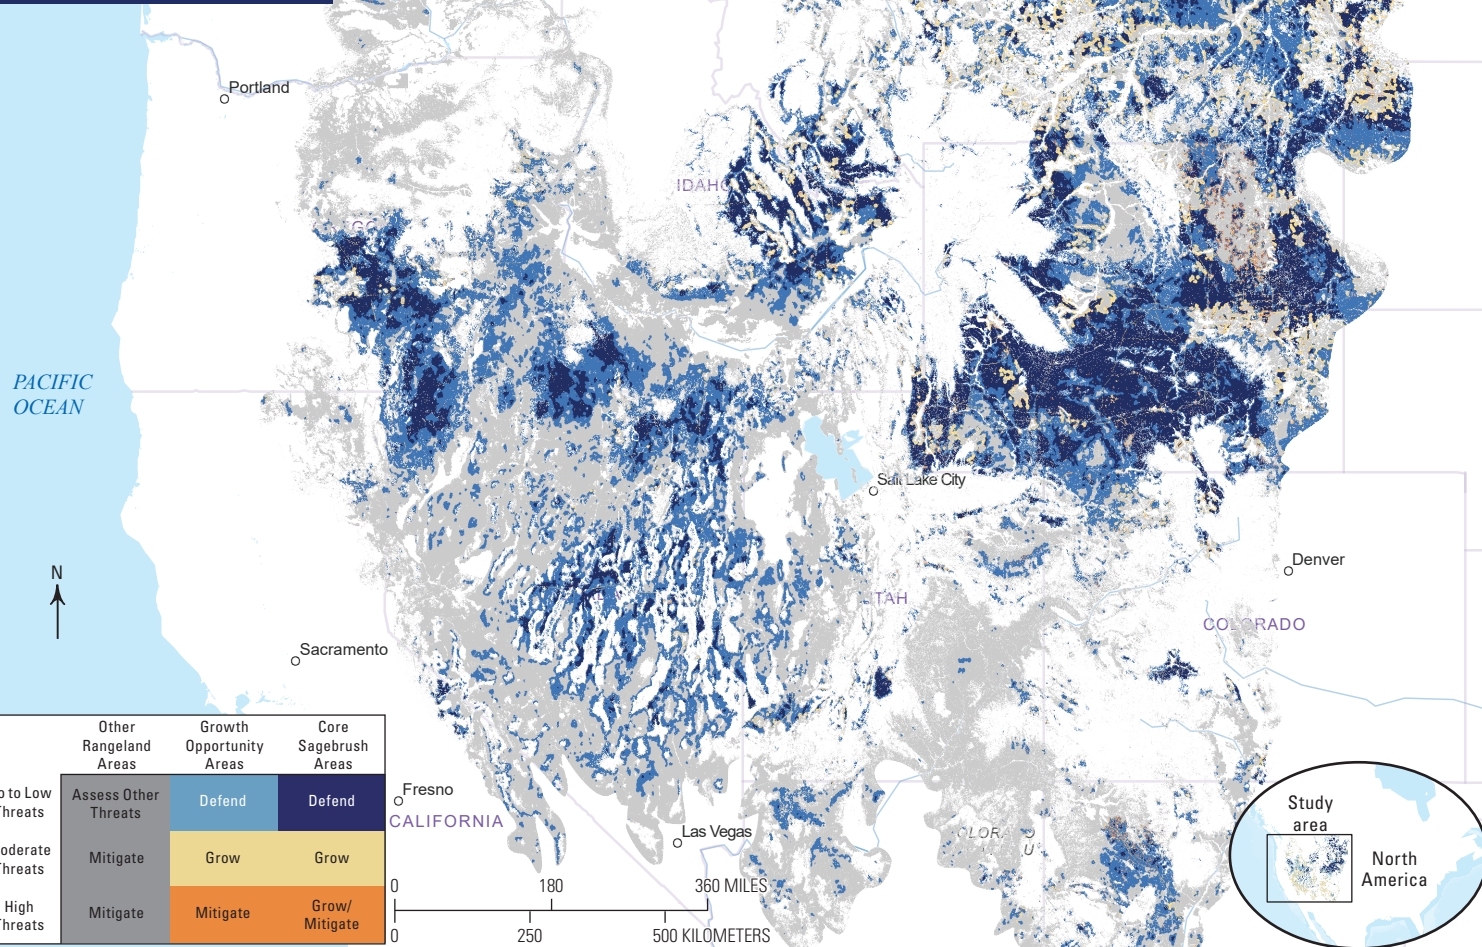 Portland
IDAHO
PACIFIC
OCEAN
Salt Lake City
N
Denver
UTAH
COLORADO
Sacramento
Other
Rangeland
Areas
Growth
Opportunity
Areas
Core
Sagebrush
Areas
to Low
Threats
Assess Other
Threats
Defend
Defend
Moderate
Threats
Mitigate
Grow
Grow
High
Threats
Mitigate
Mitigate
Grow/
Mitigate
Fresno
CALIFORNIA
Las Vegas
0
180
360 MILES
0
250
500 KILOMETERS
Study
area
North
America